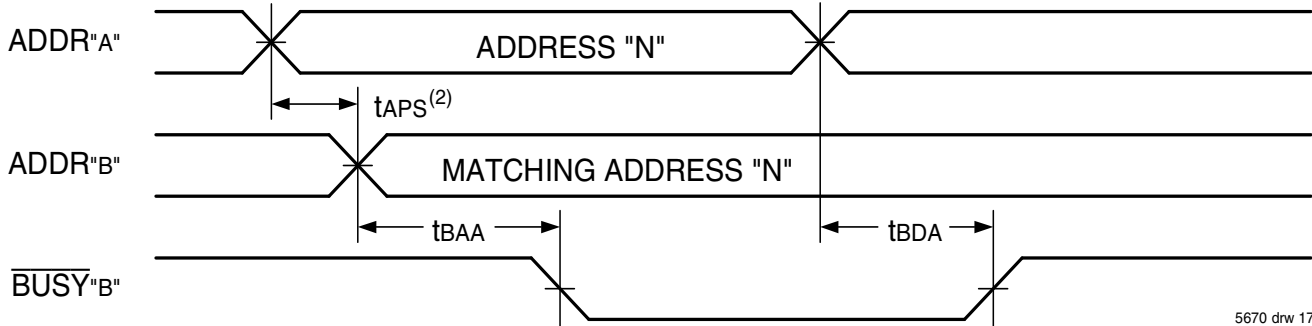 ADDR"A"
ADDRESS "N"
tAPS(2)
ADDR"B"
MATCHING ADDRESS "N"
tBAA
tBDA
BUSY"B"
5670 drw 17